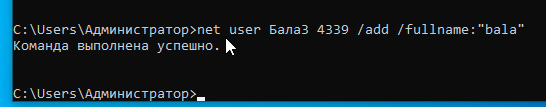 C:\Users\Администратор>net user Бала3 4339 /add /fullname:"bala"
Команда выполнена успешно.
C:\Users\Администратор>